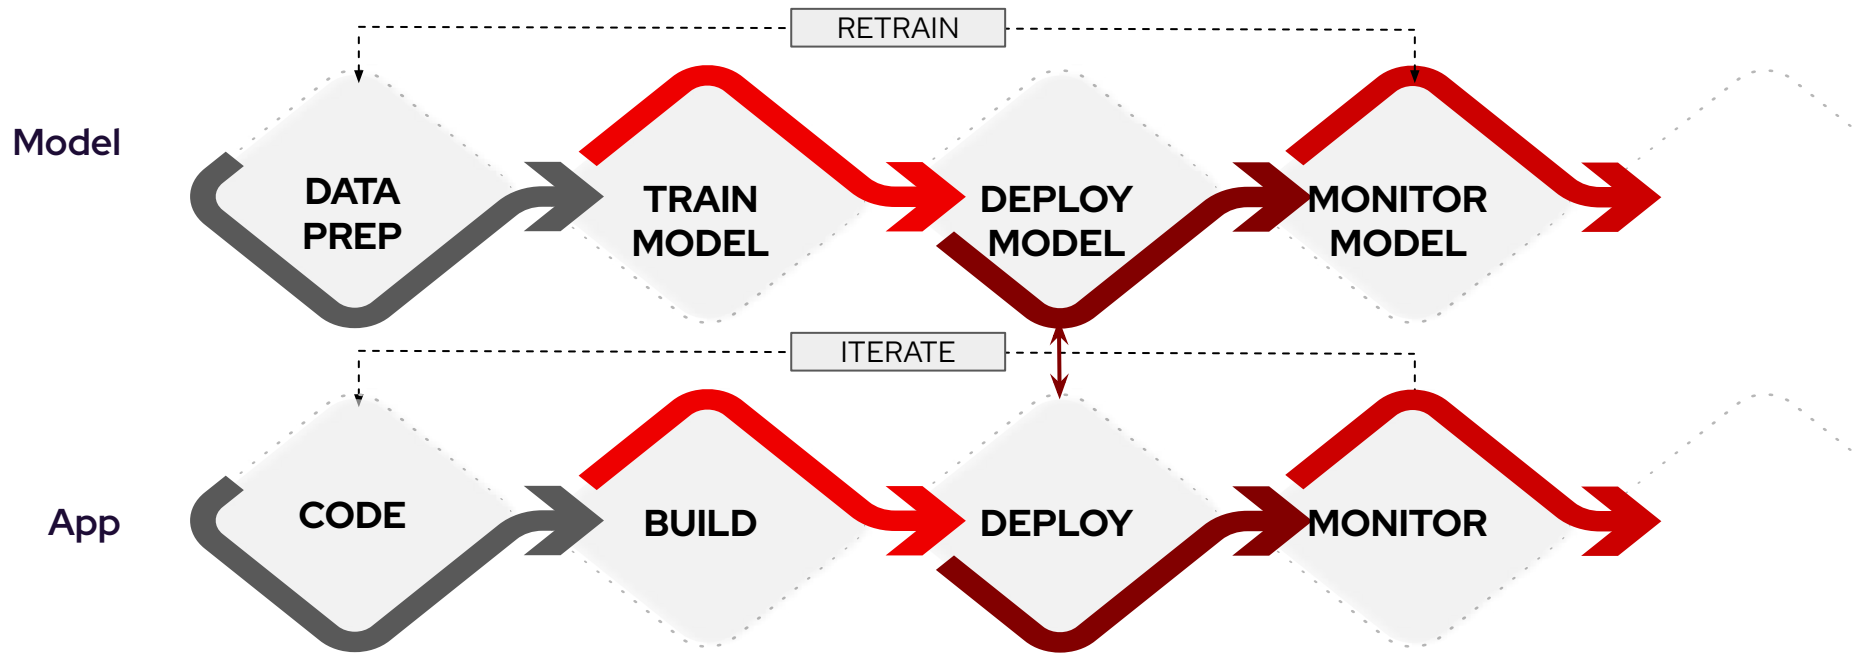 RETRAIN
Model
DATA
PREP
TRAIN
MODEL
DEPLOY
MODEL
MONITOR
MODEL
ITERATE
App
CODE
BUILD
DEPLOY
MONITOR